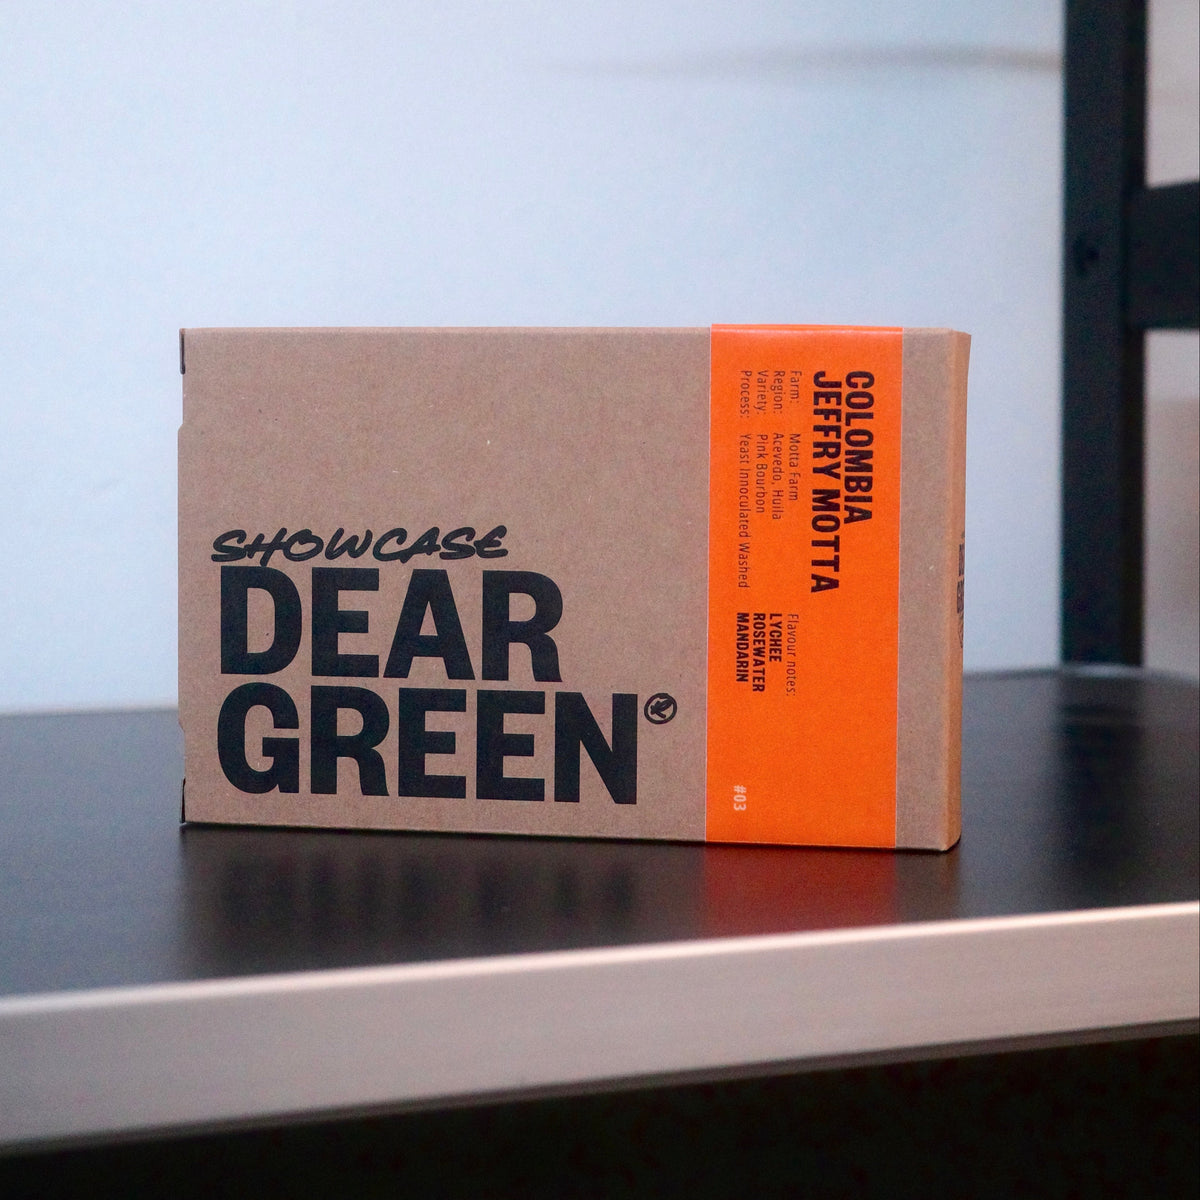 SHOWCASE
DEAR
GREEN
COLOMBIA
JEFFRY MOTTA
Farm: Motta Farm
Region: Acevedo, Huila
Variety: Pink Bourbon
Process: Yeast Innoculated Washed
Flavour notes:
LYCHEE
ROSEWATER
MANDARIN
#03